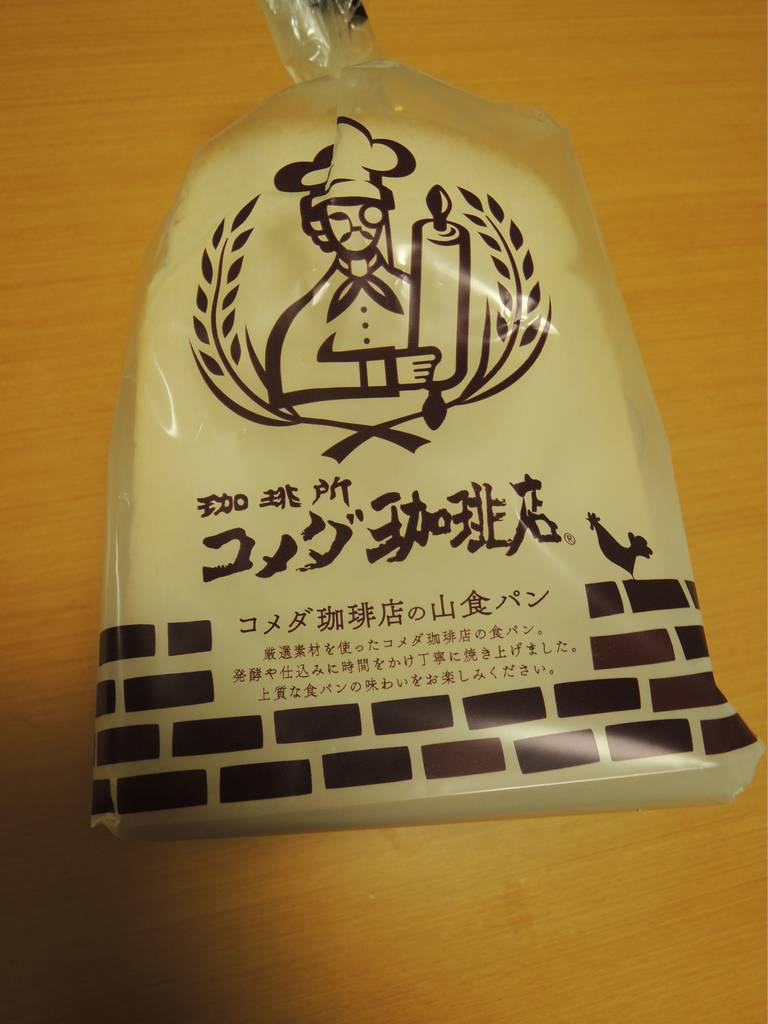 珈琲所
コメダ珈琲店®
コメダ珈琲店の山食パン
厳選素材を使ったコメダ珈琲店の食パン。
発酵や仕込みに時間をかけ丁寧に焼き上げました。
上質な食パンの味わいをお楽しみください。